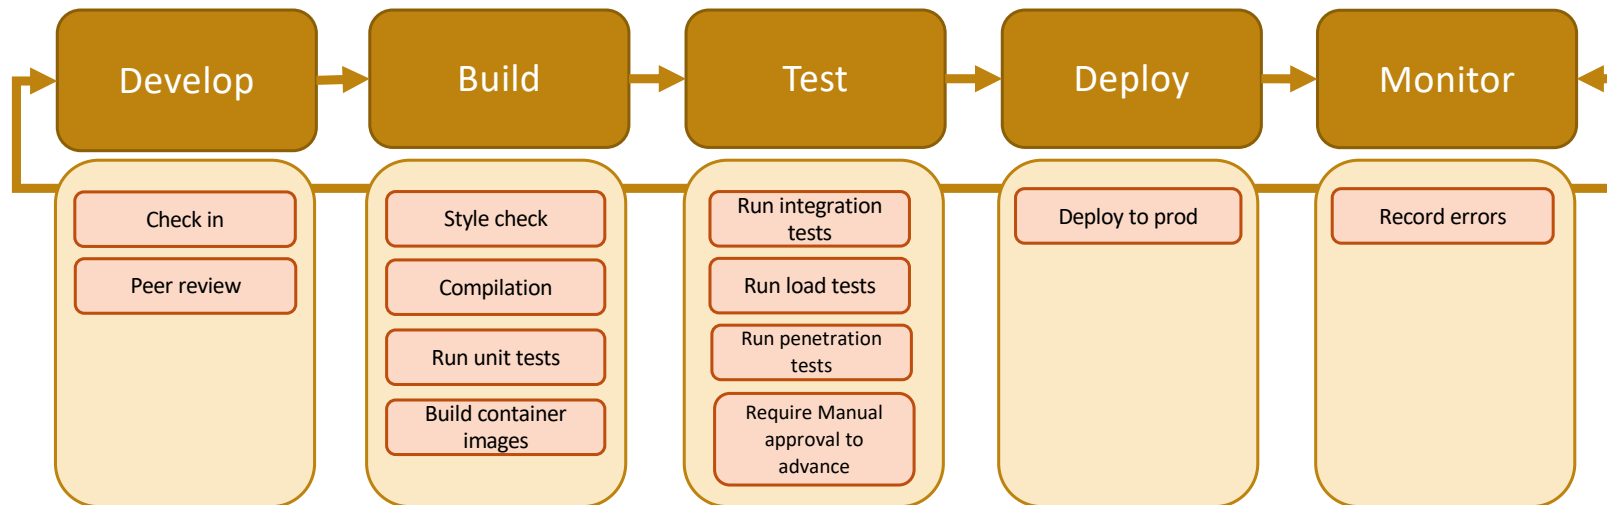 Develop
Build
Test
Deploy
Monitor
Check in
Peer review
Style check
Compilation
Run unit tests
Build container
images
Run integration
tests
Run load tests
Run penetration
tests
Require Manual
approval to
advance
Deploy to prod
Record errors